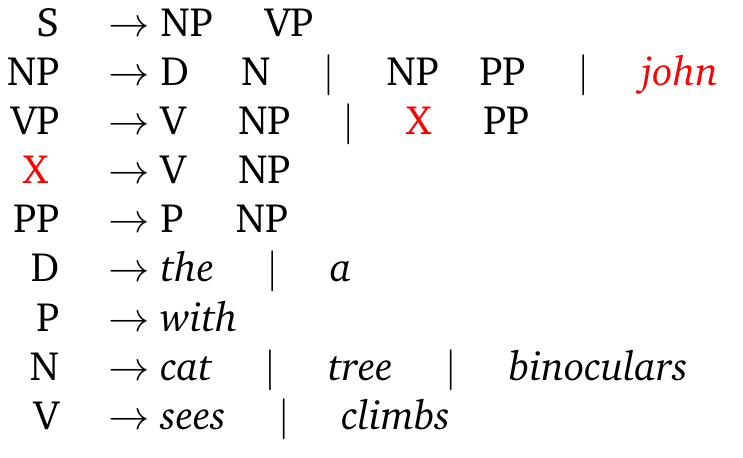 S → NP VP
NP → D N | NP PP | john
VP → V NP | X PP
X → V NP
PP → P NP
D → the | a
P → with
N → cat | tree | binoculars
V → sees | climbs